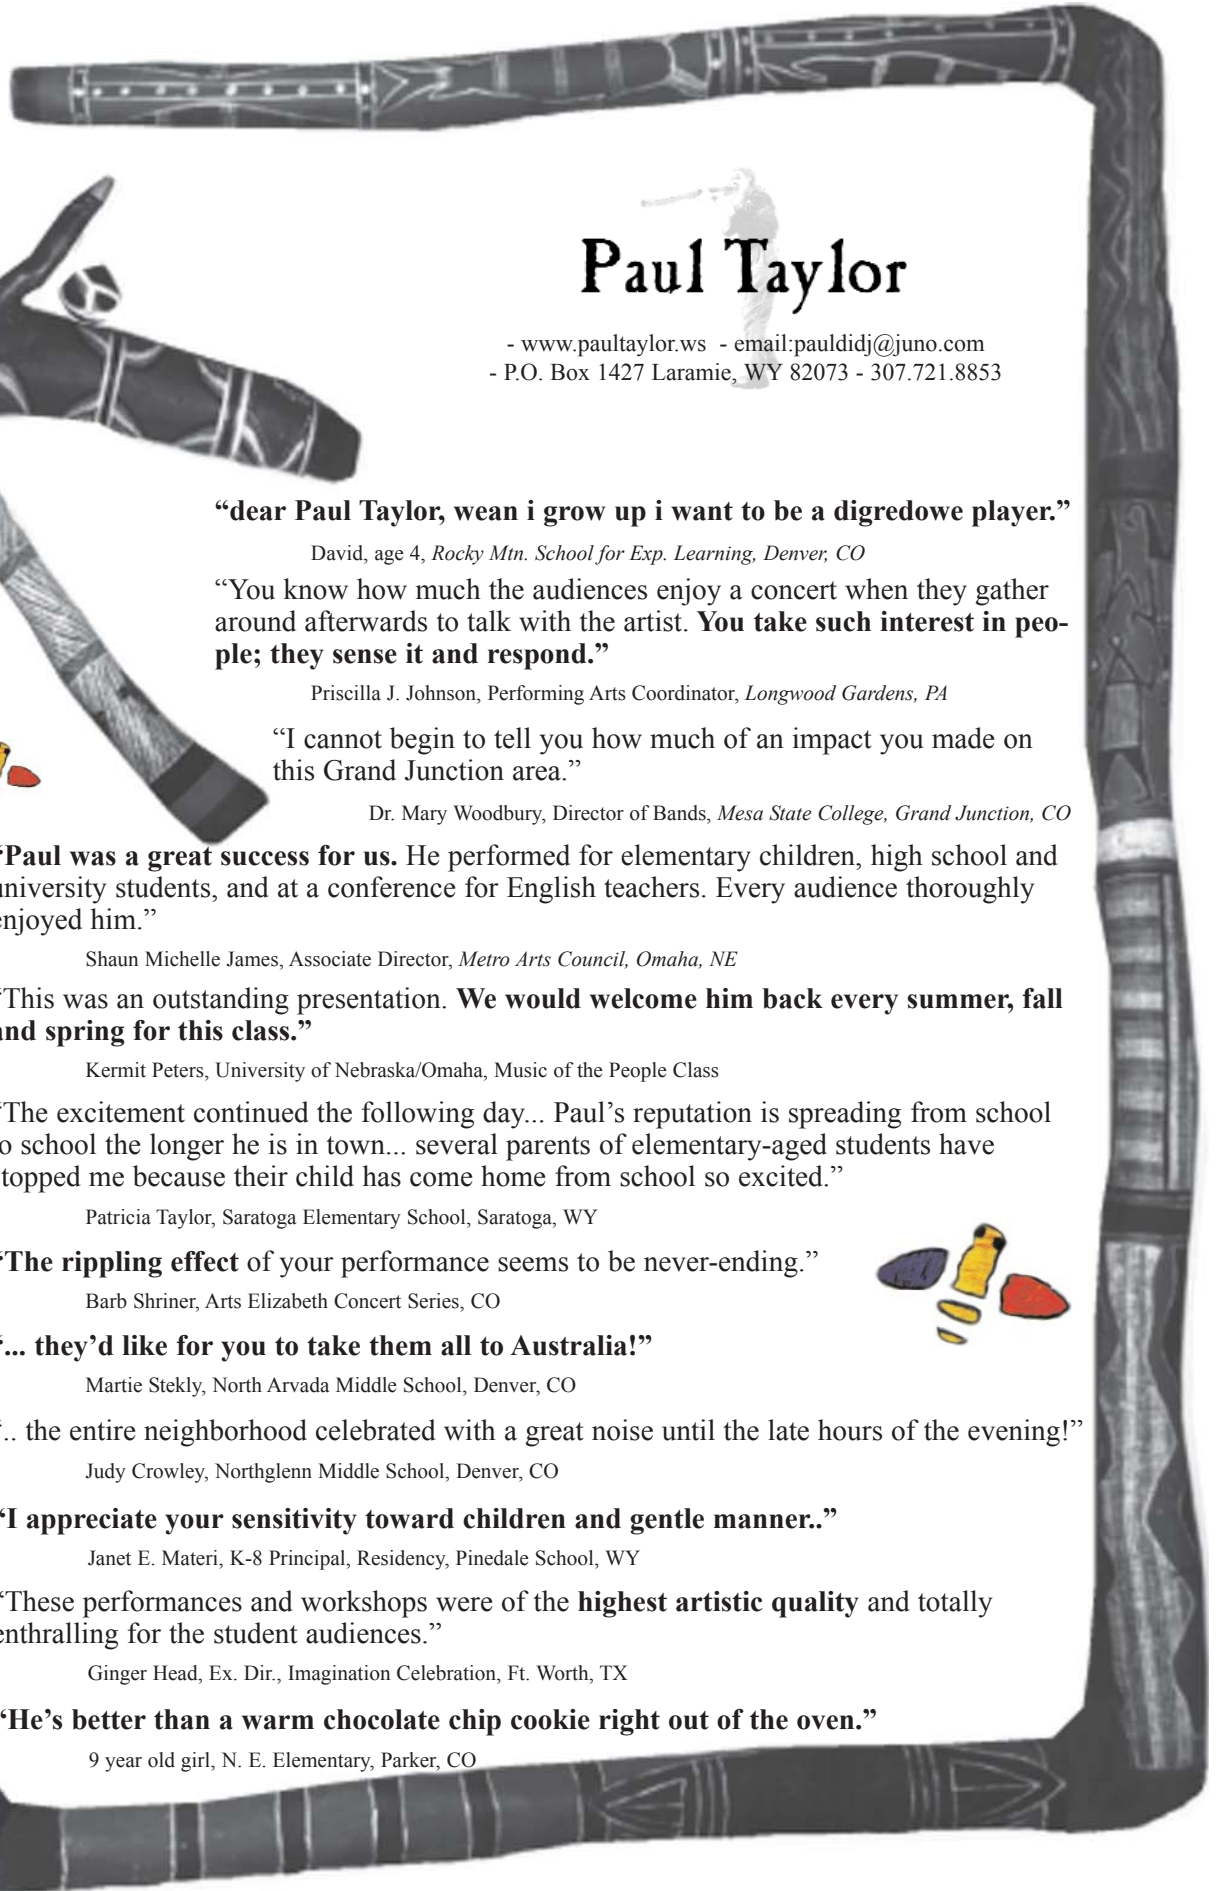 Paul Taylor
- www.paultaylor.ws - email:pauldidj@juno.com
- P.O. Box 1427 Laramie, WY 82073 - 307.721.8853
“dear Paul Taylor, wean i grow up i want to be a digredowe player.”
David, age 4, Rocky Mtn. School for Exp. Learning, Denver, CO
“You know how much the audiences enjoy a concert when they gather
around afterwards to talk with the artist. You take such interest in peo-
ple; they sense it and respond.”
Priscilla J. Johnson, Performing Arts Coordinator, Longwood Gardens, PA
“I cannot begin to tell you how much of an impact you made on
this Grand Junction area.”
Dr. Mary Woodbury, Director of Bands, Mesa State College, Grand Junction, CO
“Paul was a great success for us. He performed for elementary children, high school and
university students, and at a conference for English teachers. Every audience thoroughly
enjoyed him.”
Shaun Michelle James, Associate Director, Metro Arts Council, Omaha, NE
“This was an outstanding presentation. We would welcome him back every summer, fall
and spring for this class.”
Kermit Peters, University of Nebraska/Omaha, Music of the People Class
“The excitement continued the following day... Paul’s reputation is spreading from school
to school the longer he is in town... several parents of elementary-aged students have
stopped me because their child has come home from school so excited.”
Patricia Taylor, Saratoga Elementary School, Saratoga, WY
“The rippling effect of your performance seems to be never-ending.”
Barb Shriner, Arts Elizabeth Concert Series, CO
“... they’d like for you to take them all to Australia!”
Martie Stekly, North Arvada Middle School, Denver, CO
“.. the entire neighborhood celebrated with a great noise until the late hours of the evening!”
Judy Crowley, Northglenn Middle School, Denver, CO
“I appreciate your sensitivity toward children and gentle manner..”
Janet E. Materi, K-8 Principal, Residency, Pinedale School, WY
“These performances and workshops were of the highest artistic quality and totally
enthralling for the student audiences.”
Ginger Head, Ex. Dir., Imagination Celebration, Ft. Worth, TX
“He’s better than a warm chocolate chip cookie right out of the oven.”
9 year old girl, N. E. Elementary, Parker, CO